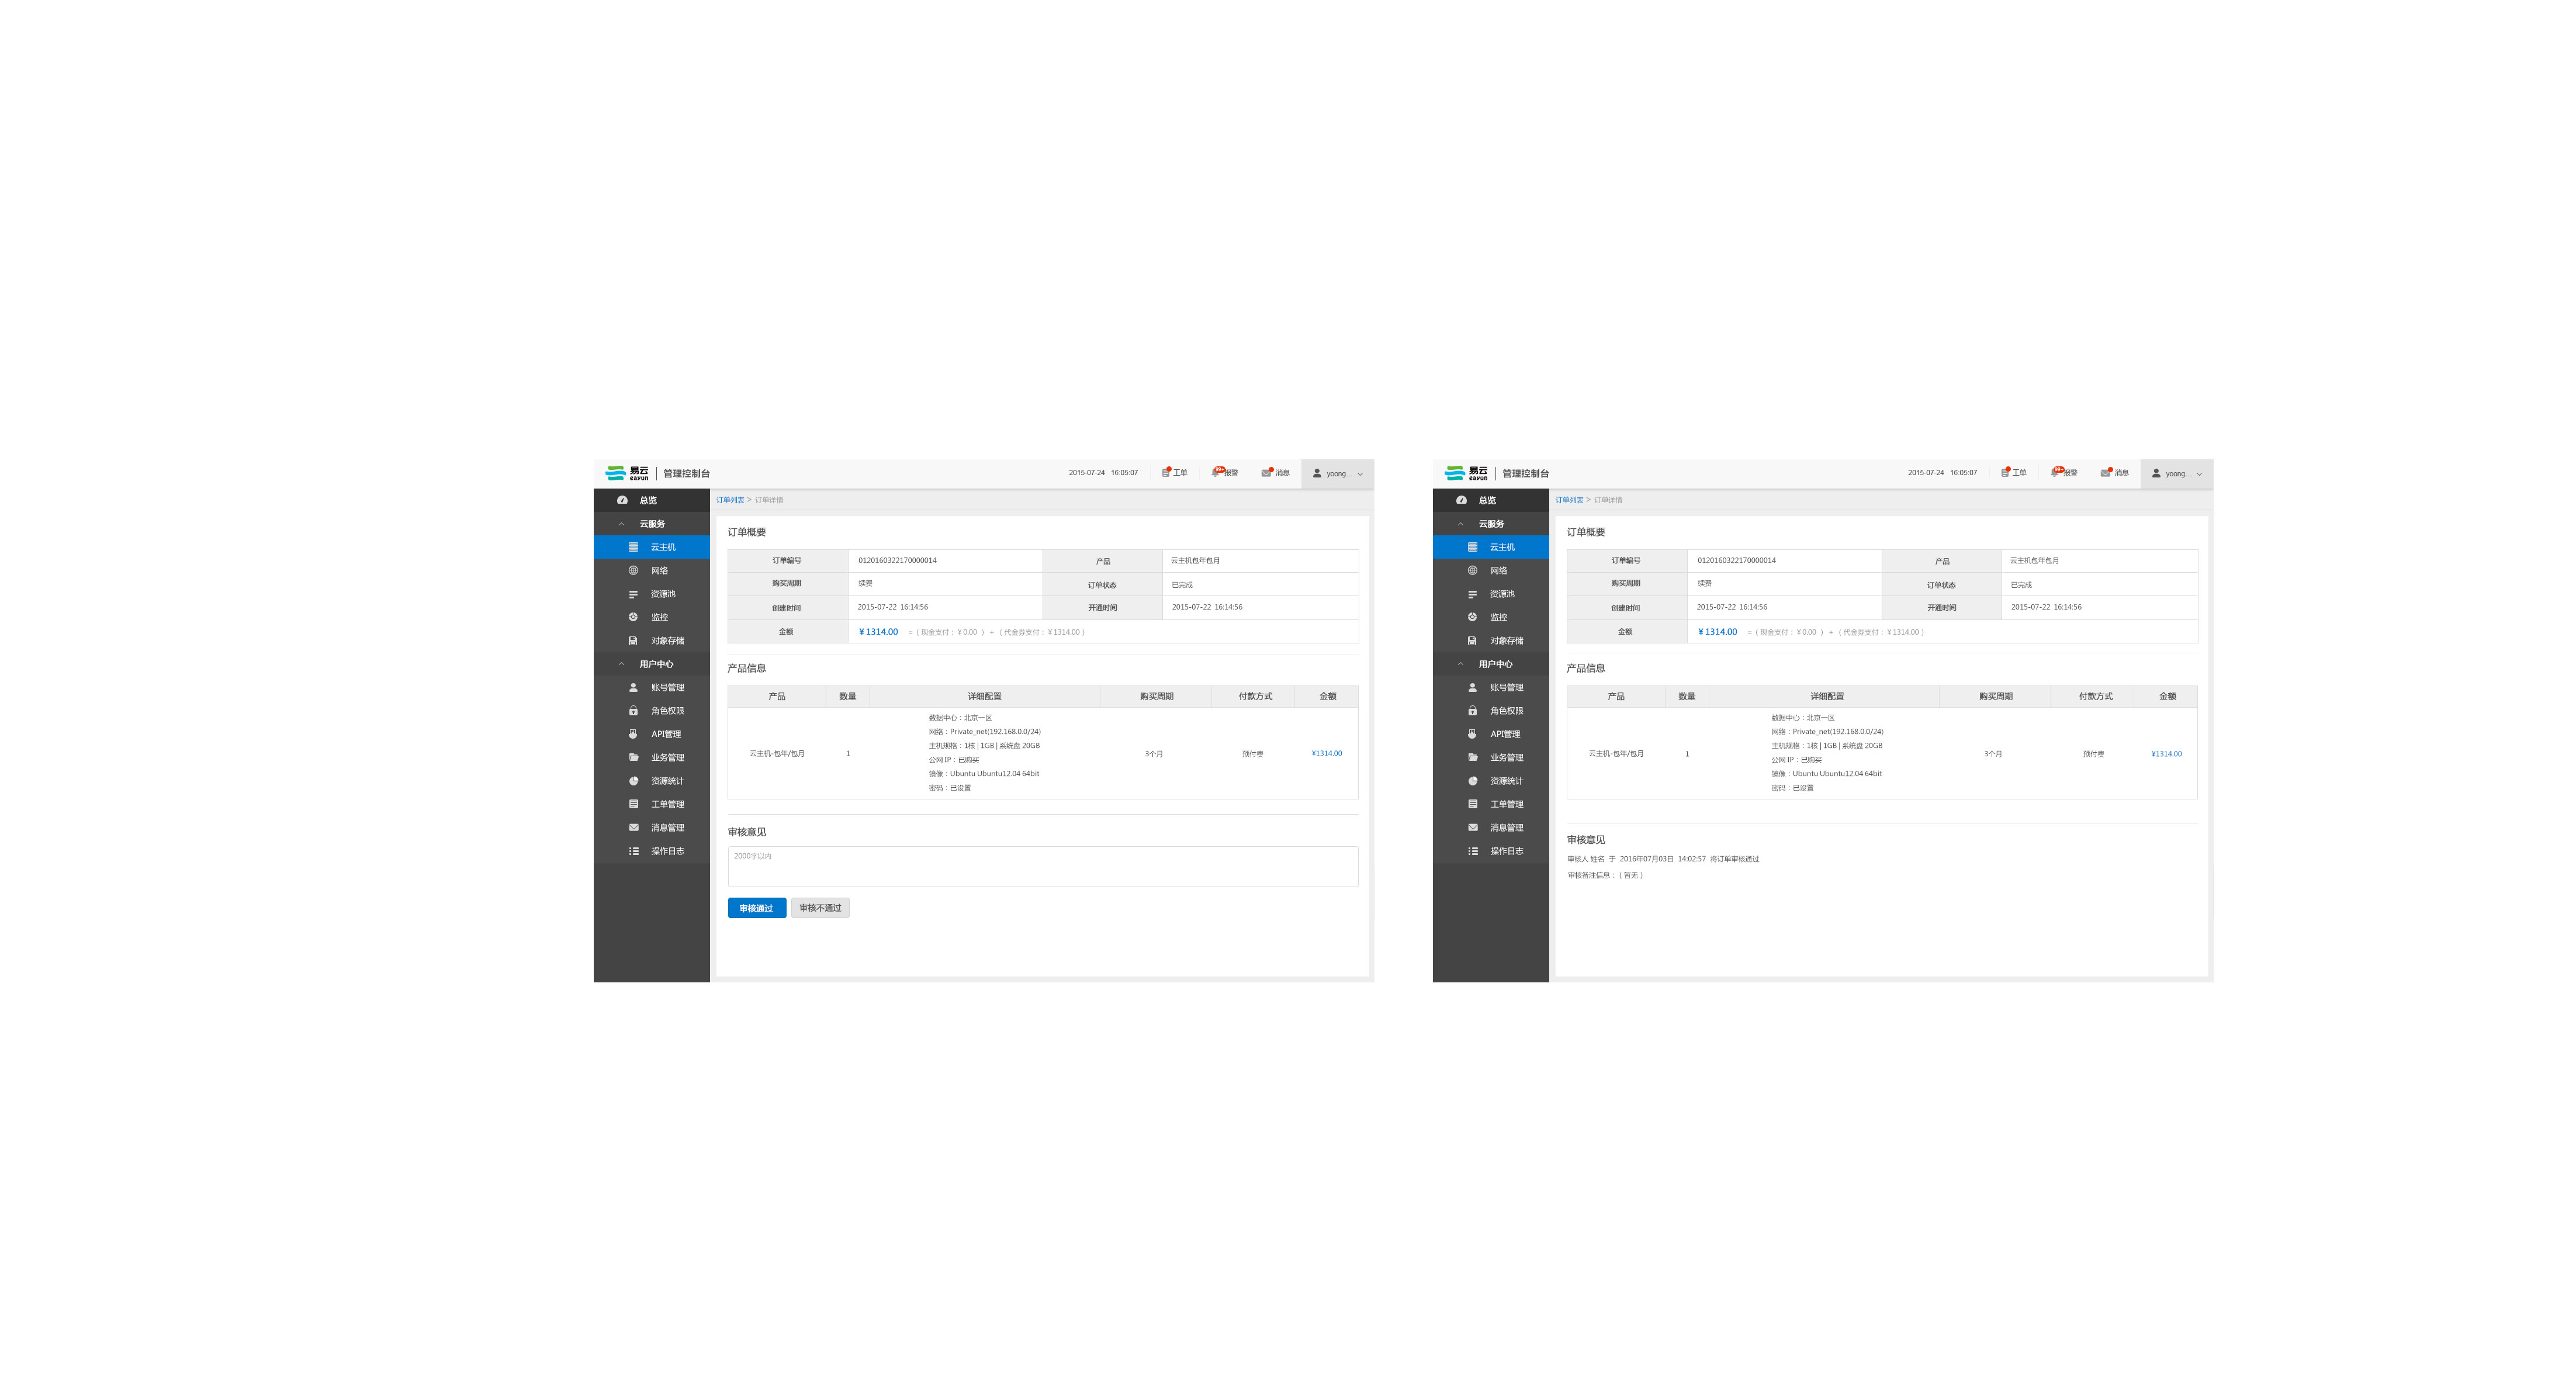 易云 eayun | 管理控制台 2015-07-24 16:05:07 工单 99+ 报警 消息 yoong...
总览
云服务
云主机
网络
资源池
监控
对象存储
用户中心
账号管理
角色权限
API管理
业务管理
资源统计
工单管理
消息管理
操作日志
订单列表 > 订单详情
订单概要
订单编号 0120160322170000014 产品 云主机包年包月
购买周期 续费 订单状态 已完成
创建时间 2015-07-22 16:14:56 开通时间 2015-07-22 16:14:56
金额 ¥1314.00 =（ 现金支付：¥0.00 ） + （ 代金券支付：¥1314.00 ）
产品信息
产品 数量 详细配置 购买周期 付款方式 金额
数据中心：北京一区
网络：Private_net(192.168.0.0/24)
主机规格：1核 | 1GB | 系统盘 20GB
云主机-包年/包月 1 3个月 预付费 ¥1314.00
公网 IP：已购买
镜像：Ubuntu Ubuntu12.04 64bit
密码：已设置
审核意见
2000字以内
审核通过 审核不通过
易云 eayun | 管理控制台 2015-07-24 16:05:07 工单 99+ 报警 消息 yoong...
总览
云服务
云主机
网络
资源池
监控
对象存储
用户中心
账号管理
角色权限
API管理
业务管理
资源统计
工单管理
消息管理
操作日志
订单列表 > 订单详情
订单概要
订单编号 0120160322170000014 产品 云主机包年包月
购买周期 续费 订单状态 已完成
创建时间 2015-07-22 16:14:56 开通时间 2015-07-22 16:14:56
金额 ¥1314.00 =（ 现金支付：¥0.00 ） + （ 代金券支付：¥1314.00 ）
产品信息
产品 数量 详细配置 购买周期 付款方式 金额
数据中心：北京一区
网络：Private_net(192.168.0.0/24)
主机规格：1核 | 1GB | 系统盘 20GB
云主机-包年/包月 1 3个月 预付费 ¥1314.00
公网 IP：已购买
镜像：Ubuntu Ubuntu12.04 64bit
密码：已设置
审核意见
审核人 姓名 于 2016年07月03日 14:02:57 将订单审核通过
审核备注信息：（ 暂无 ）